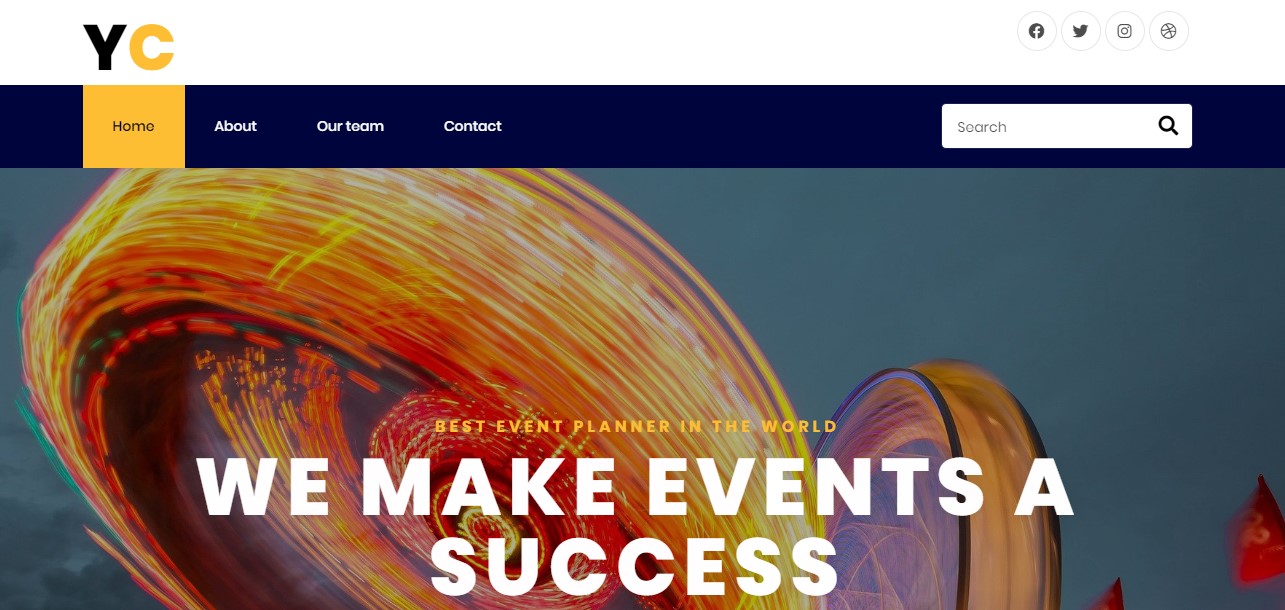 YC
Home About Our team Contact Search
BEST EVENT PLANNER IN THE WORLD
WE MAKE EVENTS A
SUCCESS